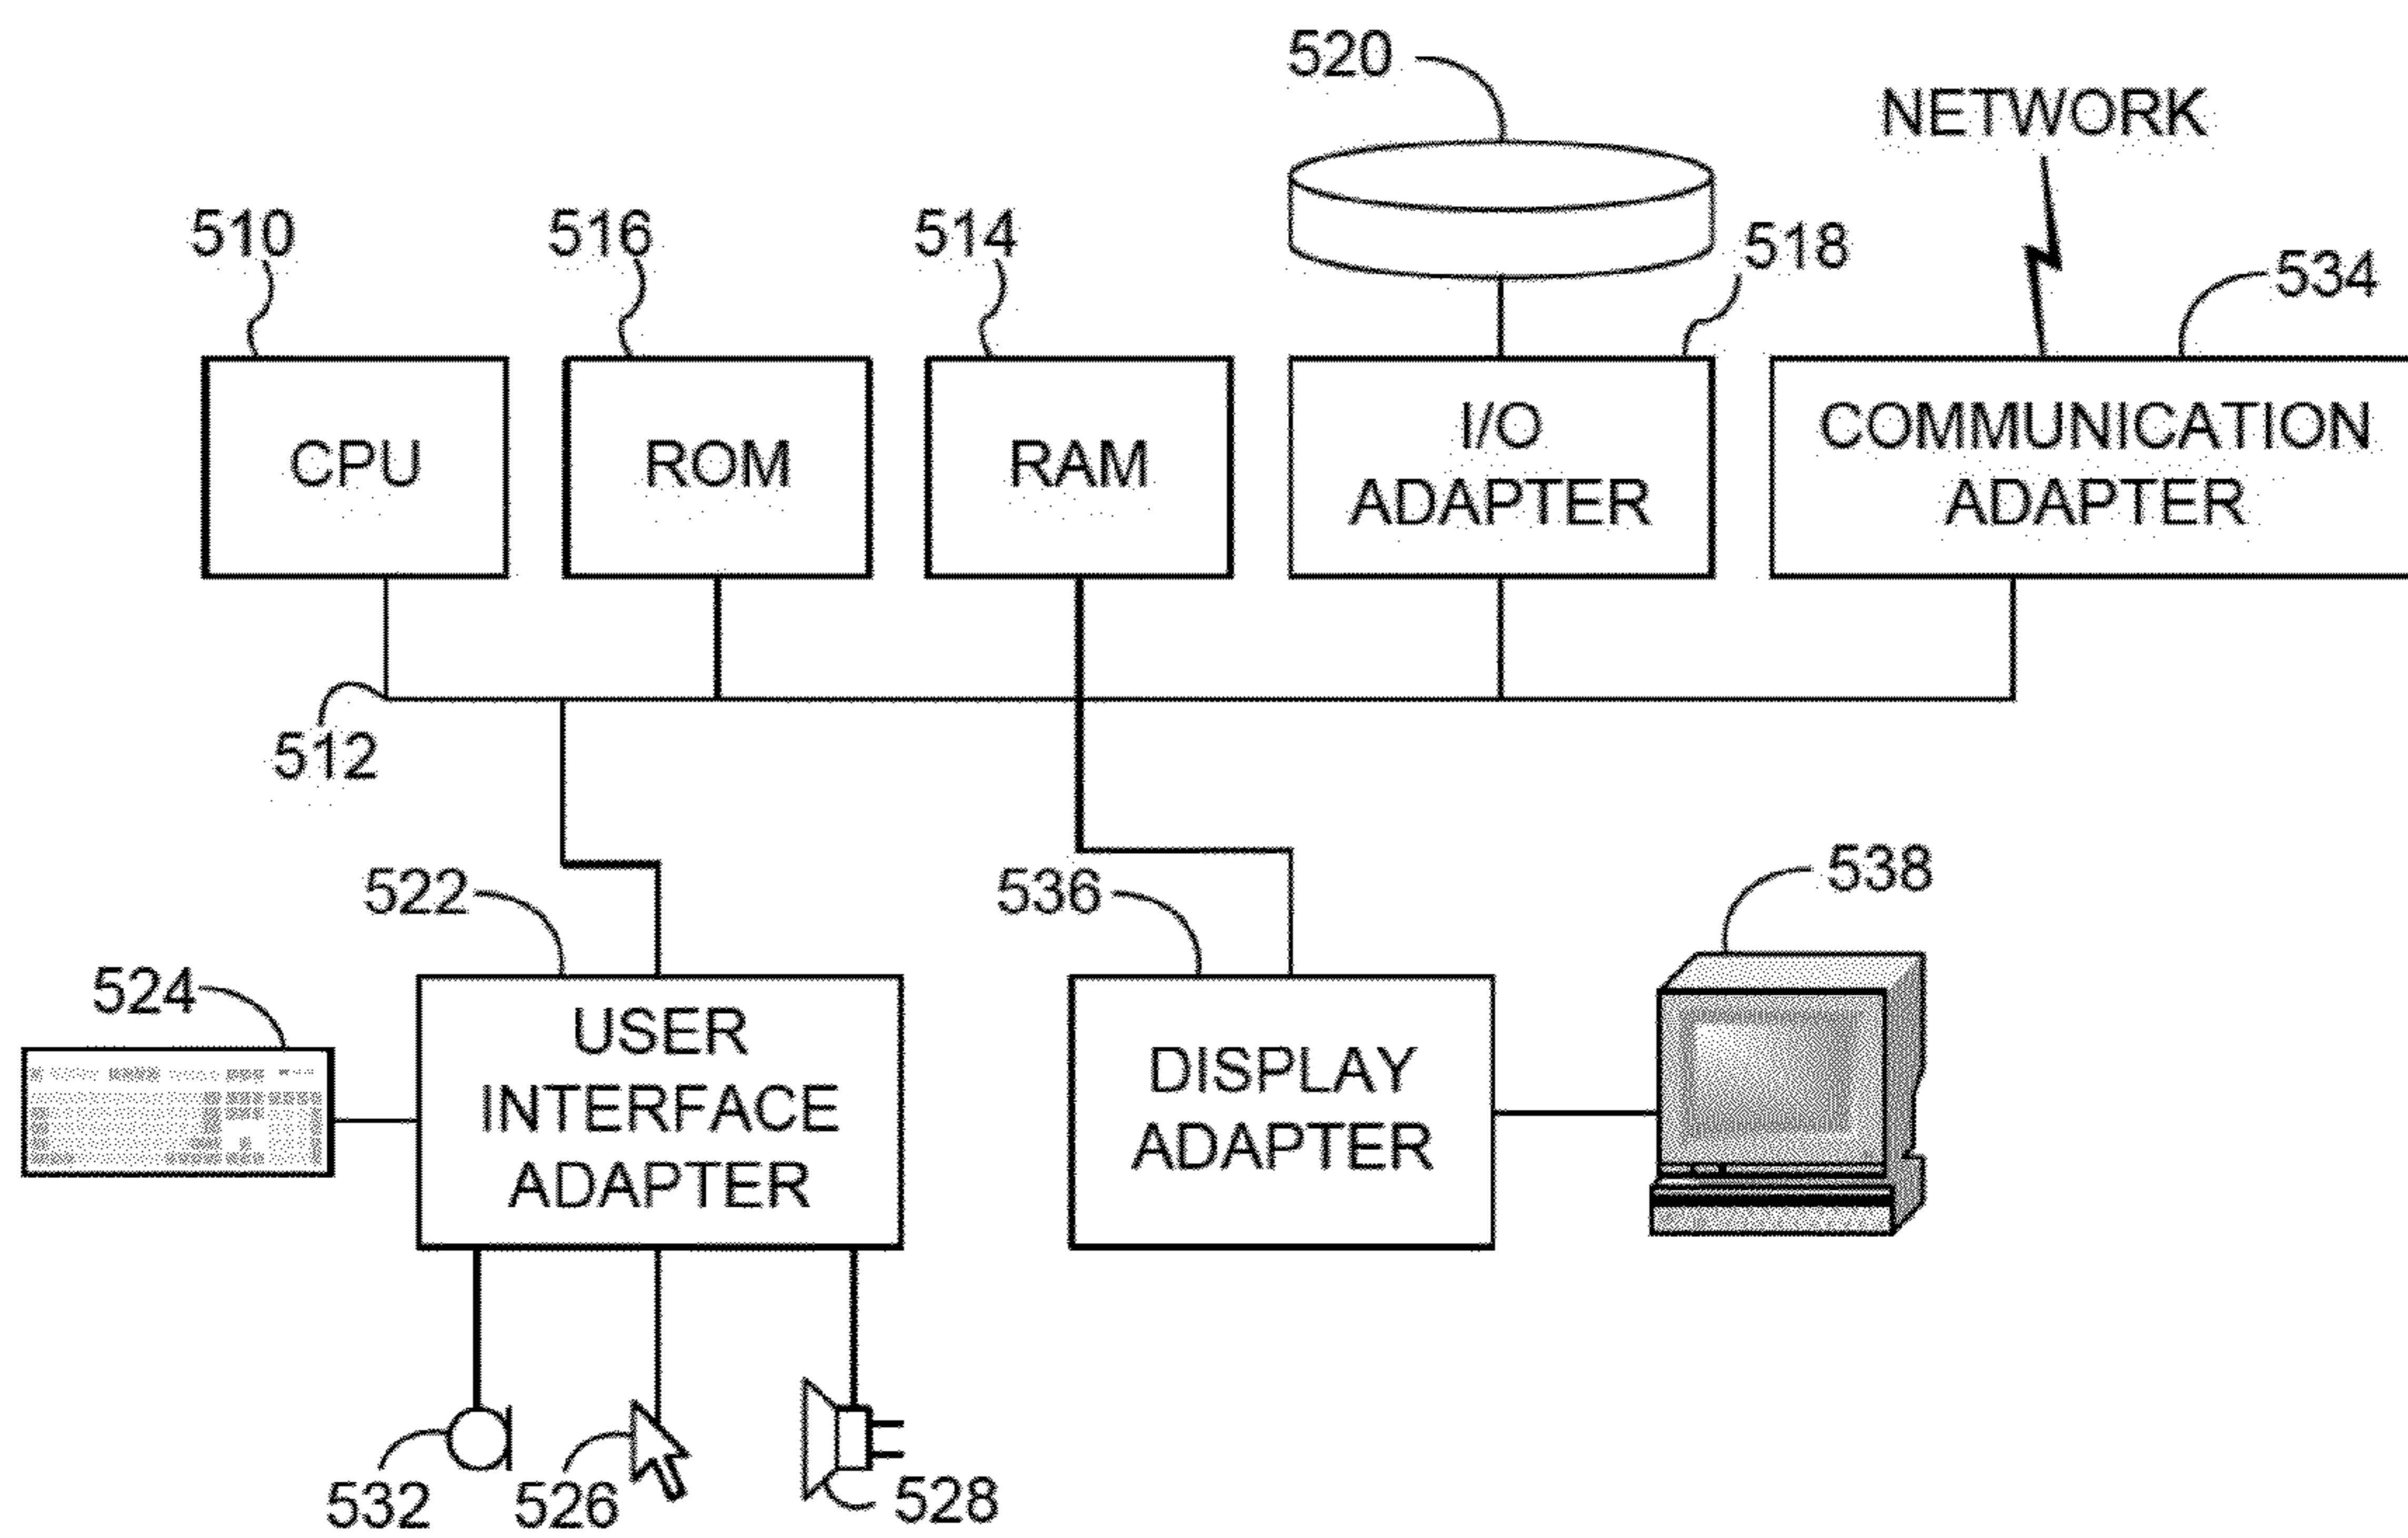 520
NETWORK
510
516
514
518
534
CPU
ROM
RAM
I/O
ADAPTER
COMMUNICATION
ADAPTER
512
522
536
538
524
USER
INTERFACE
ADAPTER
DISPLAY
ADAPTER
532
526
528